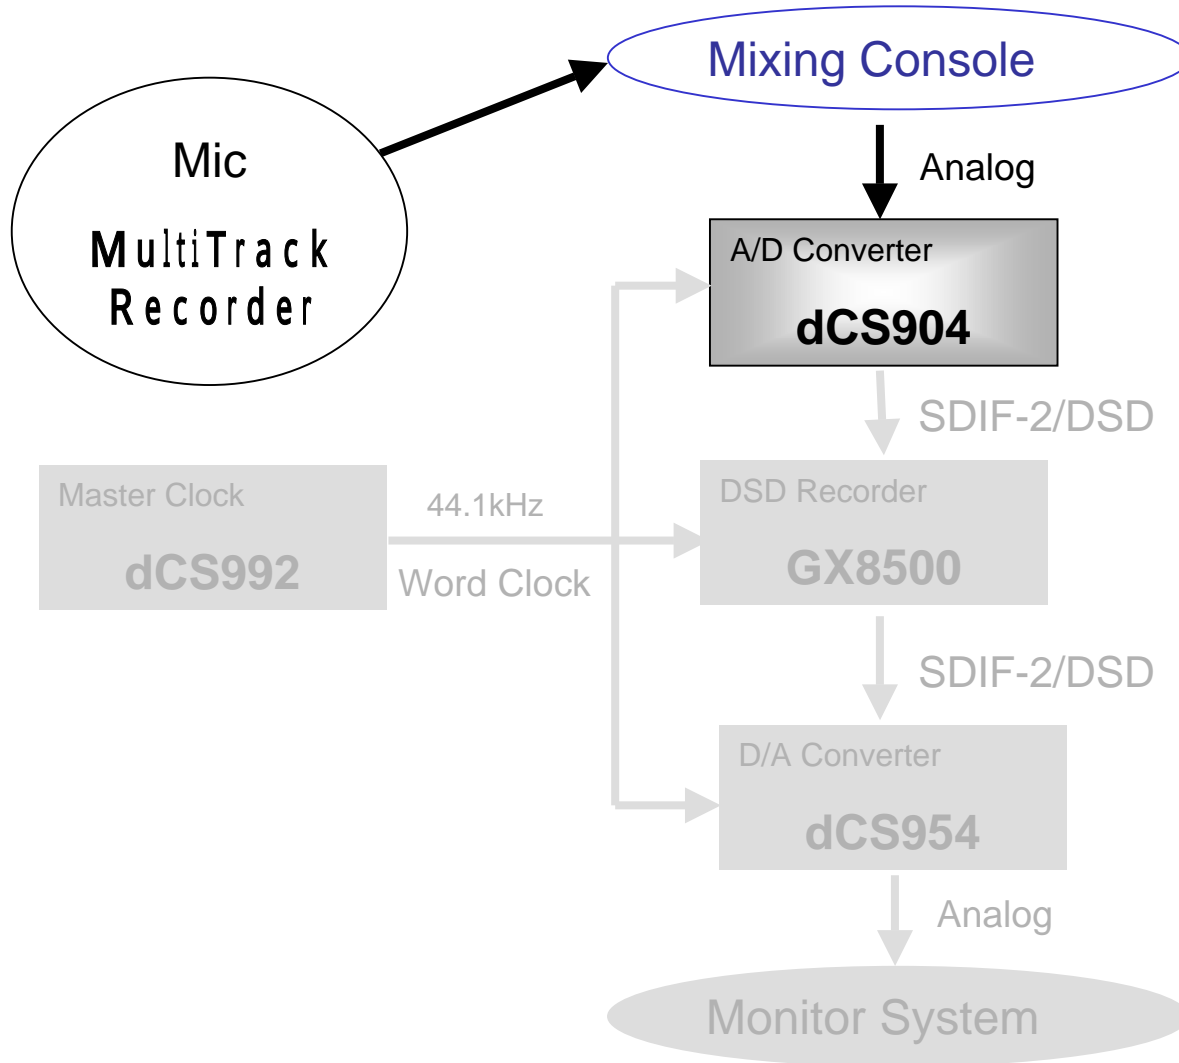 Mixing Console
Mic
MultiTrack
Recorder
Analog
A/D Converter
dCS904
SDIF-2/DSD
Master Clock
dCS992
44.1kHz
Word Clock
DSD Recorder
GX8500
SDIF-2/DSD
D/A Converter
dCS954
Analog
Monitor System